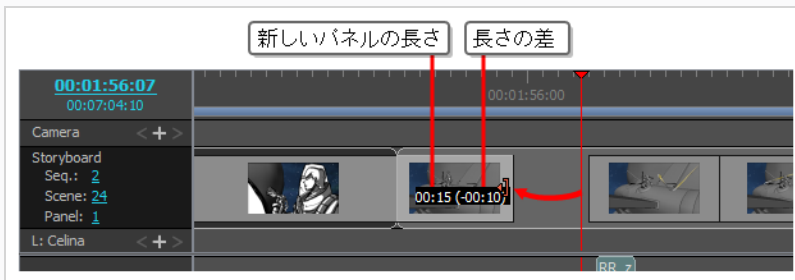 新しいパネルの長さ
長さの差
00:01:56:07
00:07:04:10
00:01:56:00
Camera < + >
Storyboard
Seq.: 2
Scene: 24
Panel: 1
00:15 (-00:10)
L: Celina < + >
RR_z